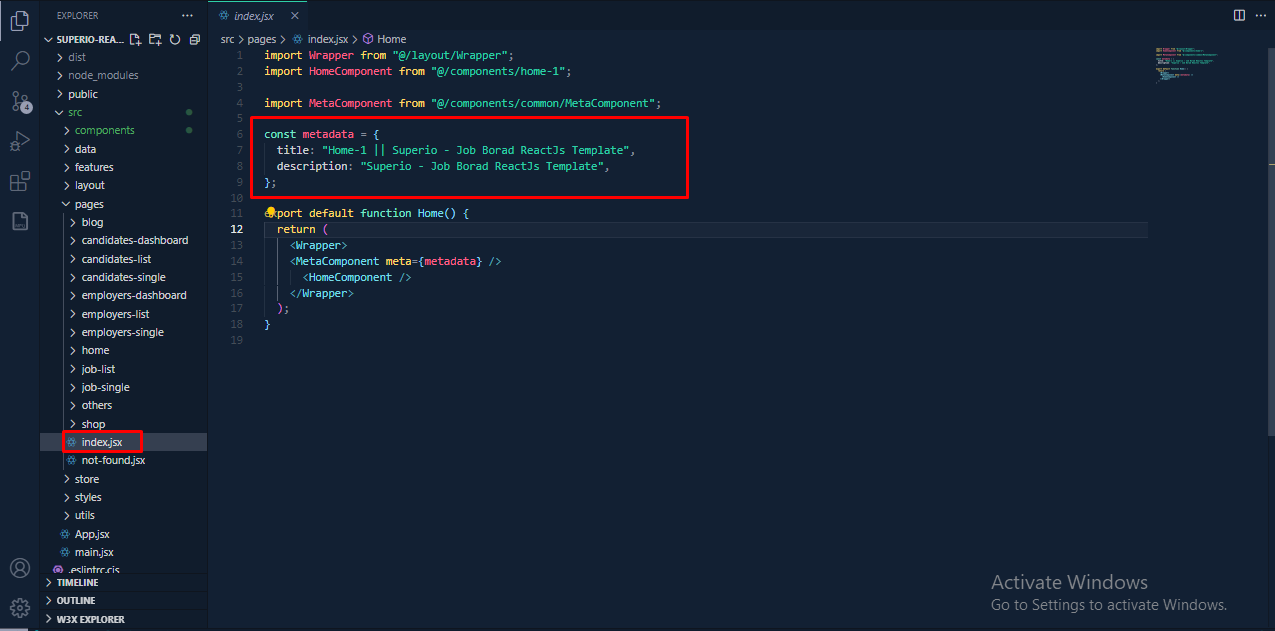 EXPLORER
SUPERIO-REA...
dist
node_modules
public
src
components
data
features
layout
pages
blog
candidates-dashboard
candidates-list
candidates-single
employers-dashboard
employers-list
employers-single
home
job-list
job-single
others
shop
index.jsx
not-found.jsx
store
styles
utils
App.jsx
main.jsx
.eslintrc.cjs
TIMELINE
OUTLINE
W3X EXPLORER
4
index.jsx
src > pages > index.jsx > Home
1 import Wrapper from "@/layout/Wrapper";
2 import HomeComponent from "@/components/home-1";
3
4 import MetaComponent from "@/components/common/MetaComponent";
5
6 const metadata = {
7 title: "Home-1 || Superio - Job Borad ReactJs Template",
8 description: "Superio - Job Borad ReactJs Template",
9 };
10
11 export default function Home() {
12 return (
13 <Wrapper>
14 <MetaComponent meta={metadata} />
15 <HomeComponent />
16 </Wrapper>
17 );
18 }
19
Activate Windows
Go to Settings to activate Windows.